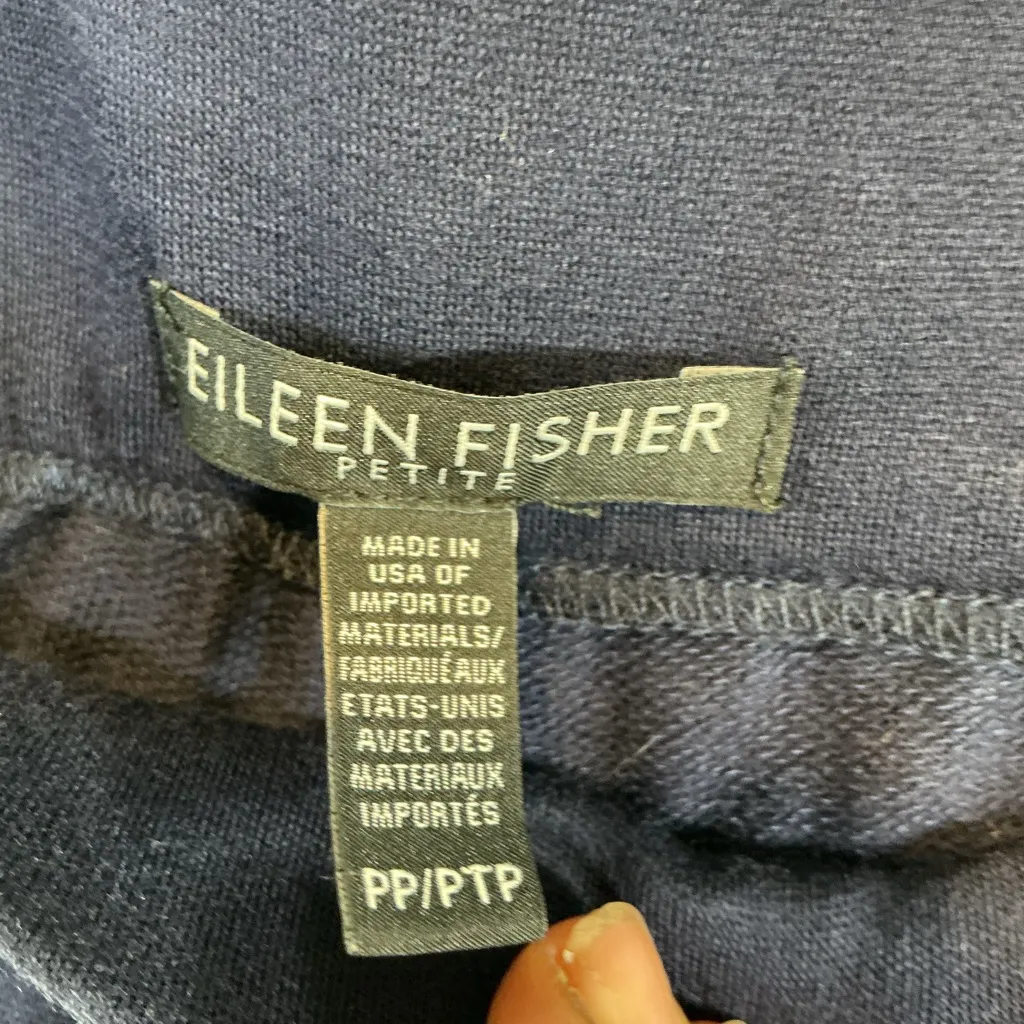 EILEEN FISHER
PETITE
MADE IN
USA OF
IMPORTED
MATERIALS/
FABRIQUÉAUX
ETATS-UNIS
AVEC DES
MATERIAUX
IMPORTÉS
PP/PTP